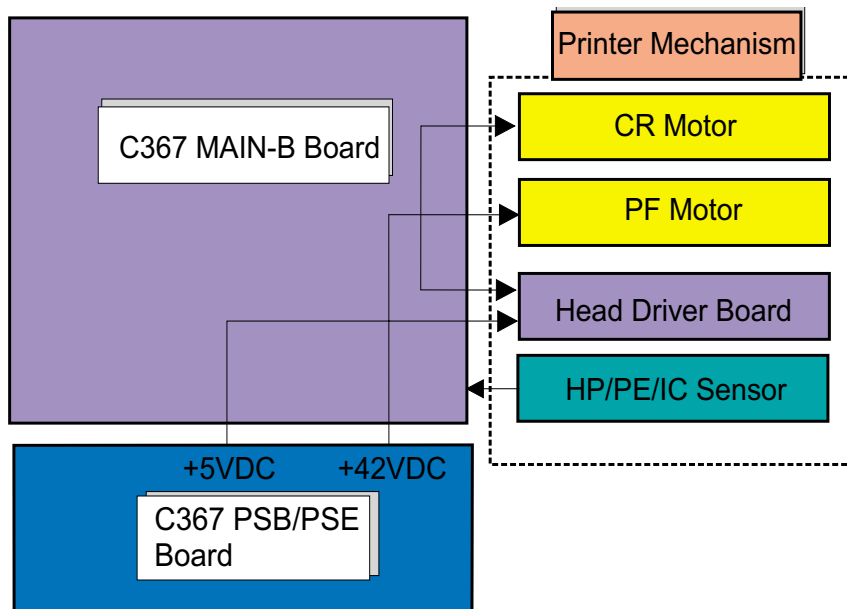 Printer Mechanism
C367 MAIN-B Board
CR Motor
PF Motor
Head Driver Board
HP/PE/IC Sensor
+5VDC
+42VDC
C367 PSB/PSE
Board